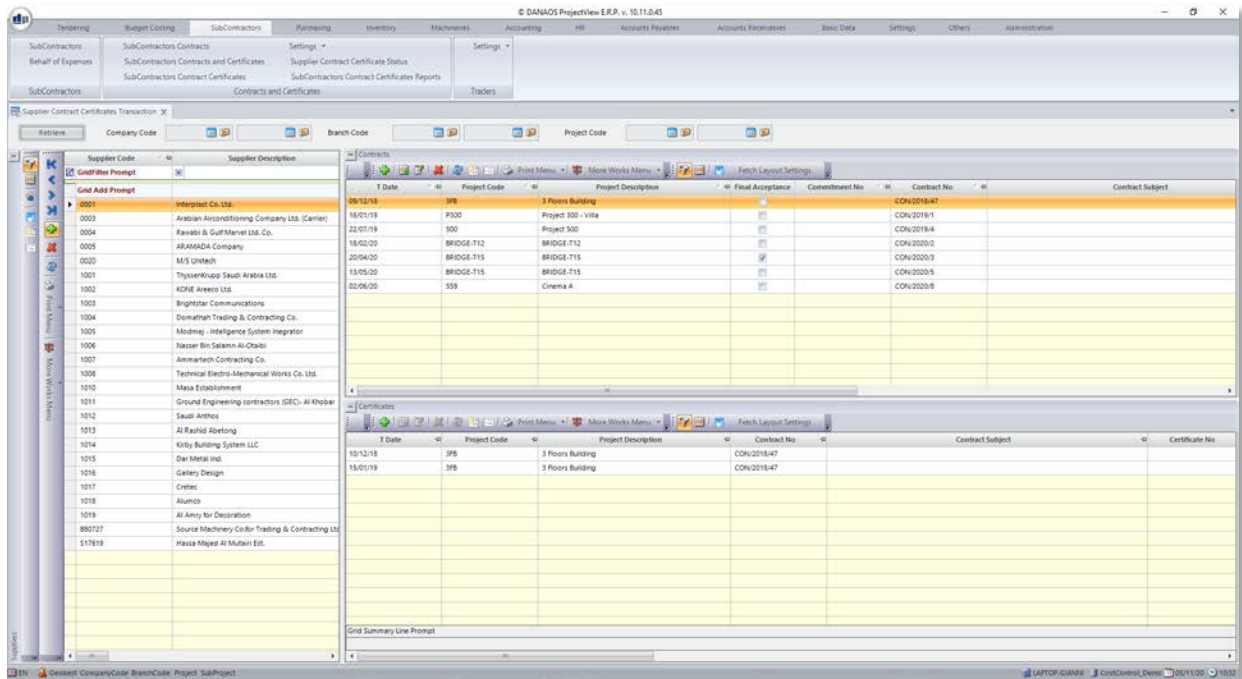 © DANAOS ProjectView E.R.P. v. 10.11.0.45
dp
Tendering Budget Costing SubContractors Purchasing Inventory Machineries Accounting HR Accounts Payables Accounts Receivables Basic Data Settings Others Administration
SubContractors SubContractors Contracts Settings Settings
Behalf of Expenses SubContractors Contracts and Certificates Supplier Contract Certificate Status
SubContractors Contract Certificates SubContractors Contract Certificates Reports
SubContractors Contracts and Certificates Traders
Supplier Contract Certificates Transaction X
Retrieve Company Code Branch Code Project Code
Supplier Code Supplier Description
GridFilter Prompt
Grid Add Prompt
0001 Interplast Co. Ltd.
0003 Arabian Airconditioning Company Ltd. (Carrier)
0004 Rawabi & Gulf Marvel Ltd. Co.
0005 ARAMADA Company
0020 M/S Unitech
1001 ThyssenKrupp Saudi Arabia Ltd.
1002 KONE Areeco Ltd.
1003 Brightstar Communications
1004 Domathah Trading & Contracting Co.
1005 Modmej - Intelligence System Inegrator
1006 Nasser Bin Salamn Al-Otaibi
1007 Ammartech Contracting Co.
1008 Technical Electro-Mechanical Works Co. Ltd.
1010 Masa Establishment
1011 Ground Engineering contractors (GEC)- Al Khobar
1012 Saudi Anthos
1013 Al Rashid Abetong
1014 Kirby Building System LLC
1015 Dar Metal Ind.
1016 Gallery Design
1017 Cretec
1018 Alumco
1019 Al Amry for Decoration
880727 Source Machinery Co.for Trading & Contracting Ltd
517619 Hassa Majed Al Mutairi Est.
Print Menu
More Works Menu
Suppliers
Contracts
Print Menu More Works Menu Fetch Layout Settings
T Date Project Code Project Description Final Acceptance Commitment No Contract No Contract Subject
09/12/18 3FB 3 Floors Building CON/2018/47
16/01/19 P300 Project 300 - Villa CON/2019/1
22/07/19 500 Project 500 CON/2019/4
18/02/20 BRIDGE-T12 BRIDGE-T12 CON/2020/2
20/04/20 BRIDGE-T15 BRIDGE-T15 CON/2020/3
13/05/20 BRIDGE-T15 BRIDGE-T15 CON/2020/5
02/06/20 559 Cinema A CON/2020/8
Certificates
Print Menu More Works Menu Fetch Layout Settings
T Date Project Code Project Description Contract No Contract Subject Certificate No
10/12/18 3FB 3 Floors Building CON/2018/47
15/01/19 3FB 3 Floors Building CON/2018/47
Grid Summary Line Prompt
EN Geobest CompanyCode BranchCode Project SubProject LAPTOP-GIANNI CostControl_Demo 05/11/20 10:32